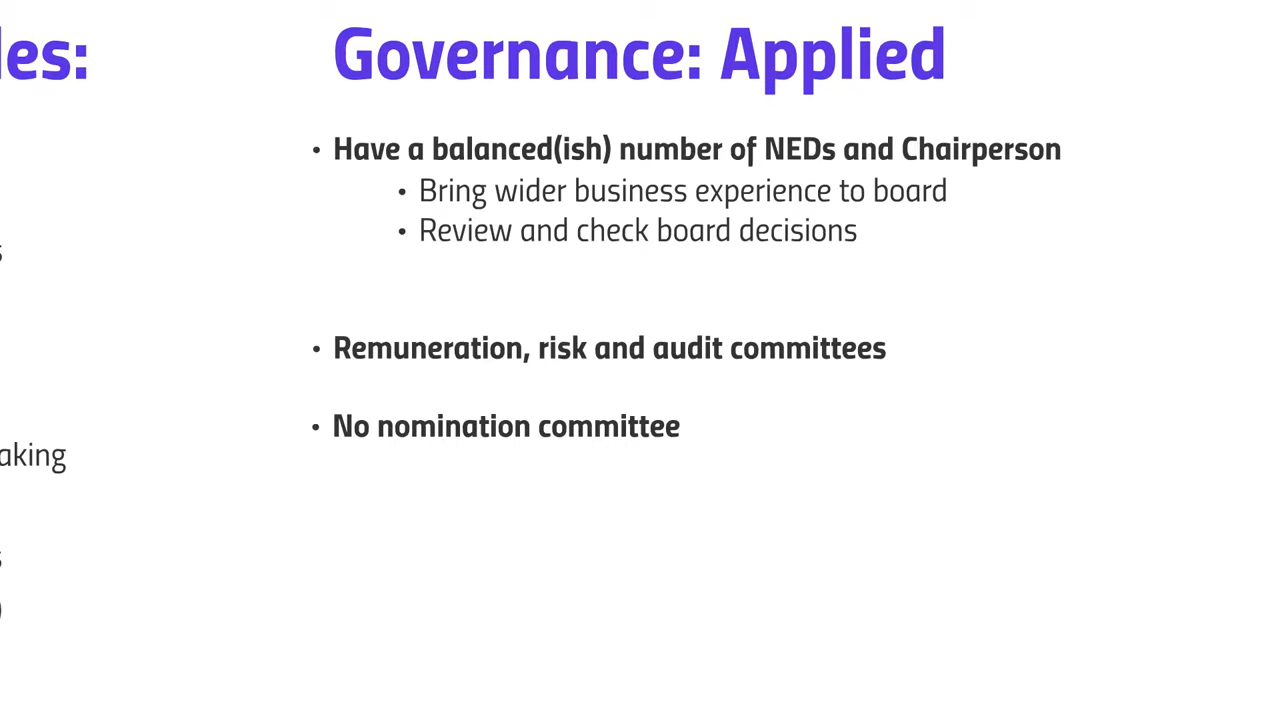 les:
Governance: Applied
• Have a balanced(ish) number of NEDs and Chairperson
• Bring wider business experience to board
• Review and check board decisions
s
• Remuneration, risk and audit committees
• No nomination committee
aking
s
)